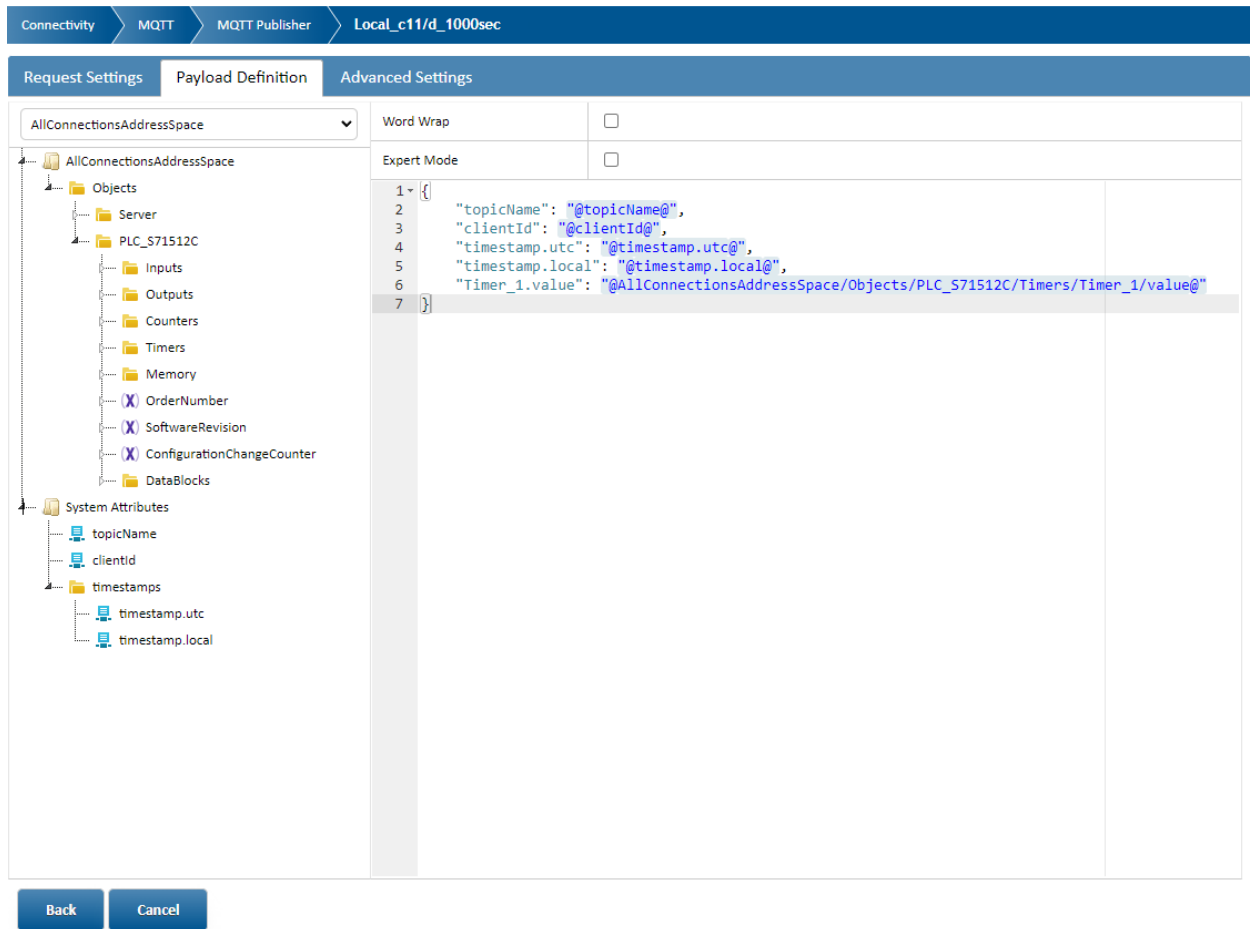 Connectivity MQTT MQTT Publisher Local_c11/d_1000sec
Request Settings Payload Definition Advanced Settings
AllConnectionsAddressSpace
AllConnectionsAddressSpace
Objects
Server
PLC_S71512C
Inputs
Outputs
Counters
Timers
Memory
(X) OrderNumber
(X) SoftwareRevision
(X) ConfigurationChangeCounter
DataBlocks
System Attributes
topicName
clientId
timestamps
timestamp.utc
timestamp.local
Word Wrap
Expert Mode
1 {
2 "topicName": "@topicName@",
3 "clientId": "@clientId@",
4 "timestamp.utc": "@timestamp.utc@",
5 "timestamp.local": "@timestamp.local@",
6 "Timer_1.value": "@AllConnectionsAddressSpace/Objects/PLC_S71512C/Timers/Timer_1/value@"
7 }
Back Cancel